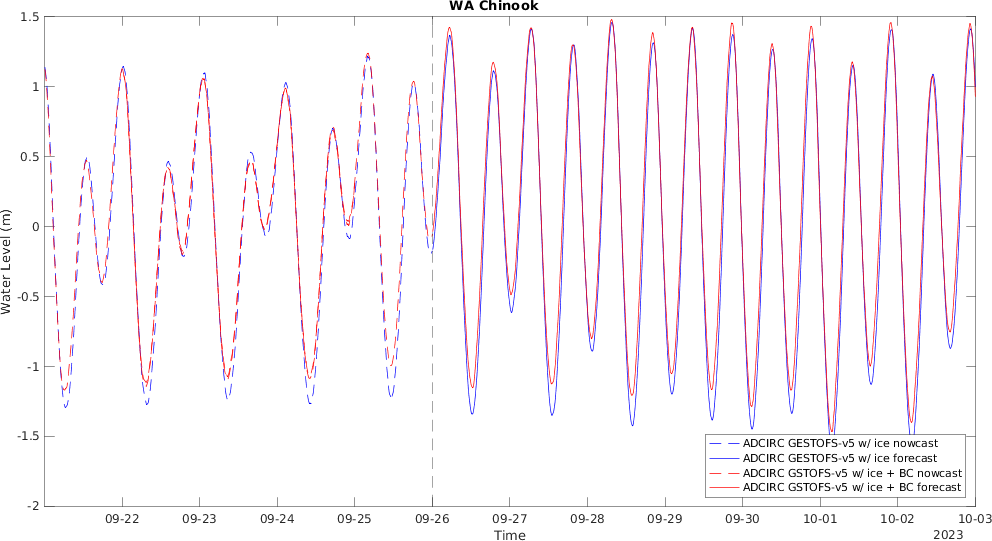 WA Chinook
1.5
1
0.5
0
-0.5
-1
-1.5
-2
Water Level (m)
ADCIRC GESTOFS-v5 w/ ice nowcast
ADCIRC GESTOFS-v5 w/ ice forecast
ADCIRC GSTOFS-v5 w/ ice + BC nowcast
ADCIRC GSTOFS-v5 w/ ice + BC forecast
09-22 09-23 09-24 09-25 09-26 09-27 09-28 09-29 09-30 10-01 10-02 10-03
Time
2023